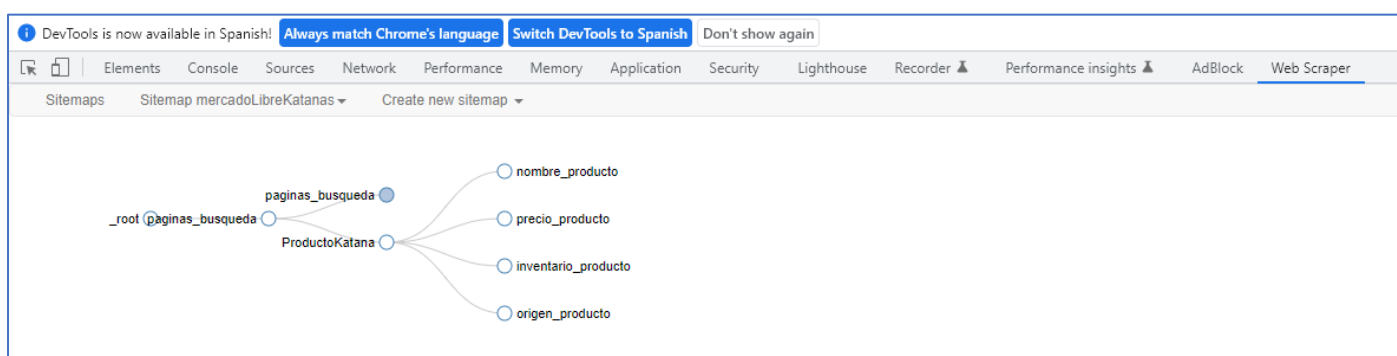 DevTools is now available in Spanish! Always match Chrome's language Switch DevTools to Spanish Don't show again
Elements Console Sources Network Performance Memory Application Security Lighthouse Recorder Performance insights AdBlock Web Scraper
Sitemaps Sitemap mercadoLibreKatanas Create new sitemap
nombre_producto
paginas_busqueda
_root paginas_busqueda precio_producto
ProductoKatana
inventario_producto
origen_producto